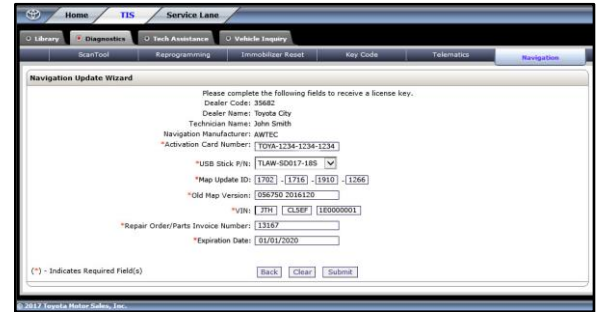 Home TIS Service Lane
Library Diagnostics Tech Assistance Vehicle Inquiry
ScanTool Reprogramming Immobilizer Reset Key Code Telematics Navigation
Navigation Update Wizard
Please complete the following fields to receive a license key.
Dealer Code: 35682
Dealer Name: Toyota City
Technician Name: John Smith
Navigation Manufacturer: AWTEC
*Activation Card Number: TOYA-1234-1234-1234
*USB Stick P/N: TLAW-SD017-18S
*Map Update ID: 1702 - 1716 - 1910 - 1266
*Old Map Version: 056750 2016120
*VIN: JTH CLSEF 1E0000001
*Repair Order/Parts Invoice Number: 13167
*Expiration Date: 01/01/2020
(*) - Indicates Required Field(s) Back Clear Submit
© 2017 Toyota Motor Sales, Inc.